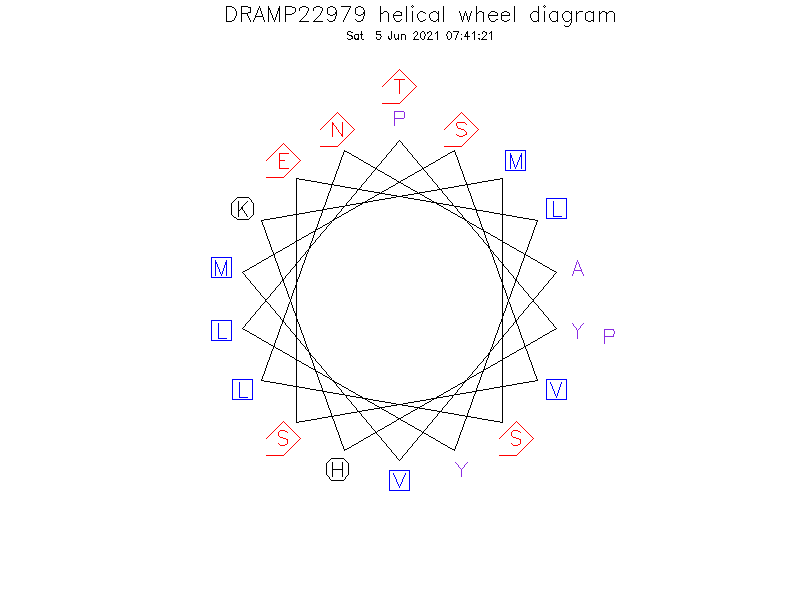 DRAMP22979 helical wheel diagram
Sat 5 Jun 2021 07:41:21
T
N P S
E M
K L
M A
L Y P
L V
S S
H V Y